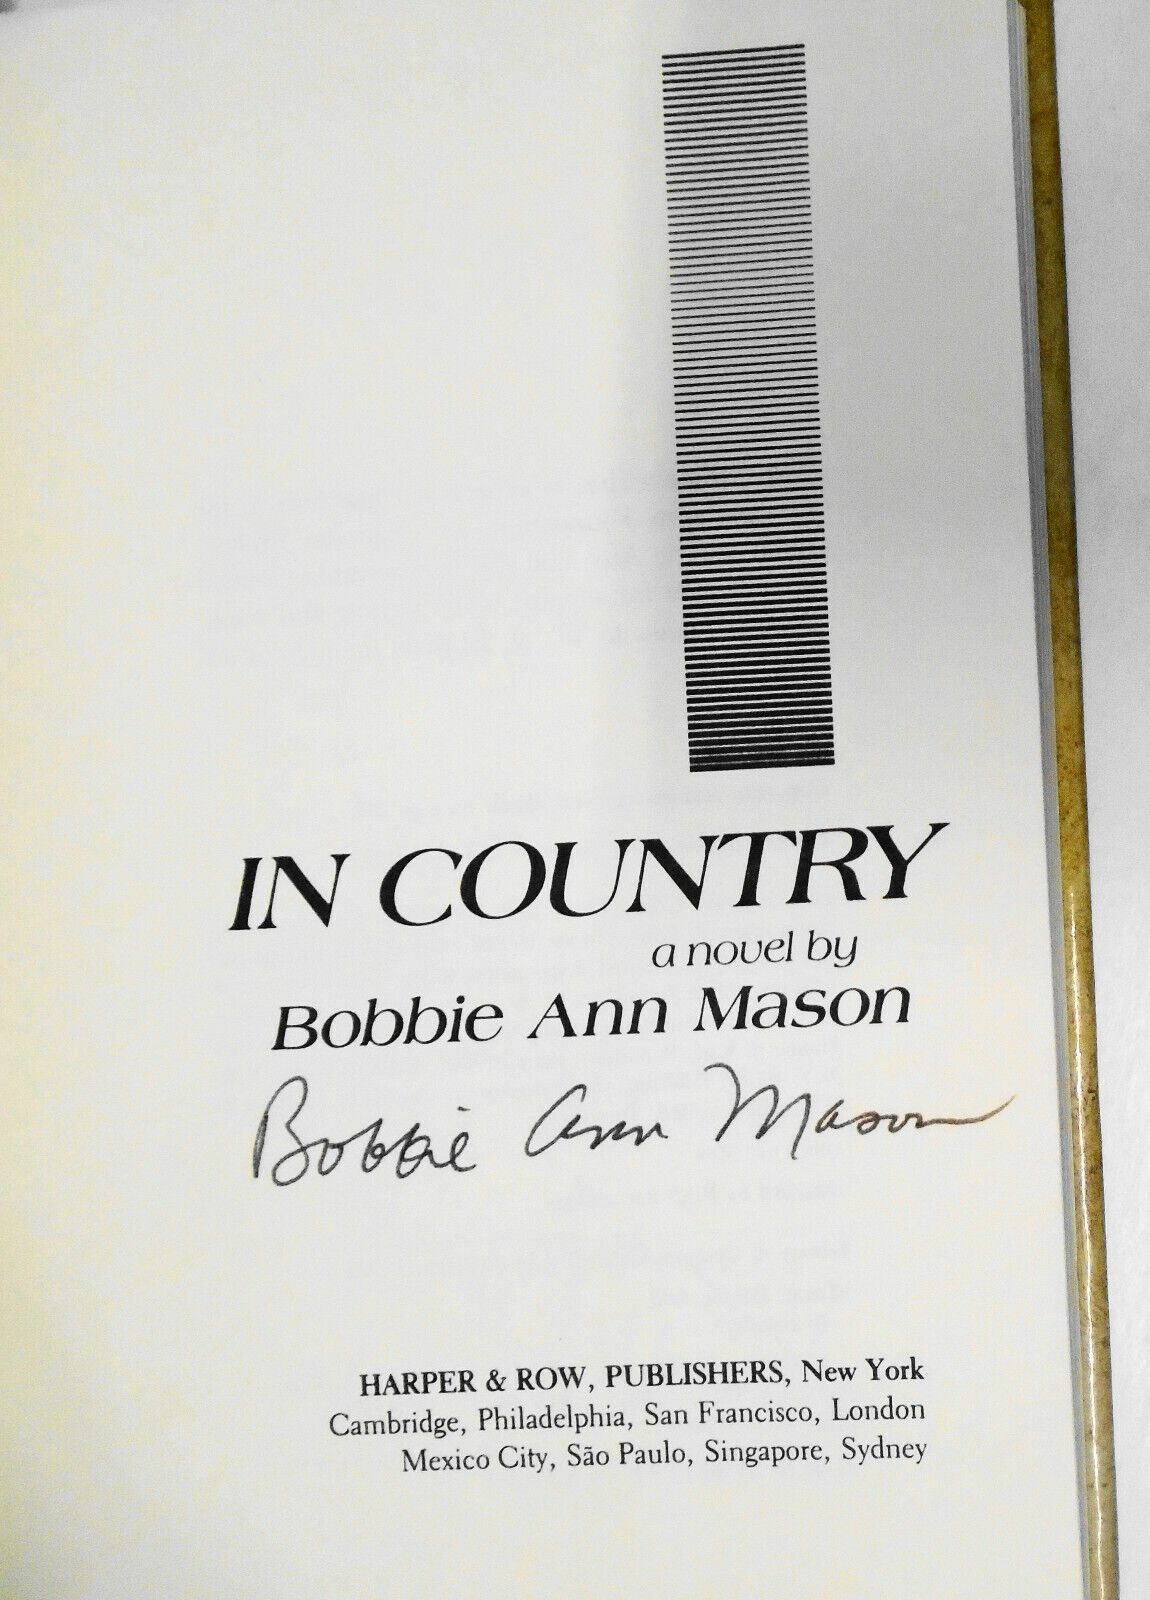 IN COUNTRY
a novel by
Bobbie Ann Mason
Bobbie Ann Mason
HARPER & ROW, PUBLISHERS, New York
Cambridge, Philadelphia, San Francisco, London
Mexico City, São Paulo, Singapore, Sydney